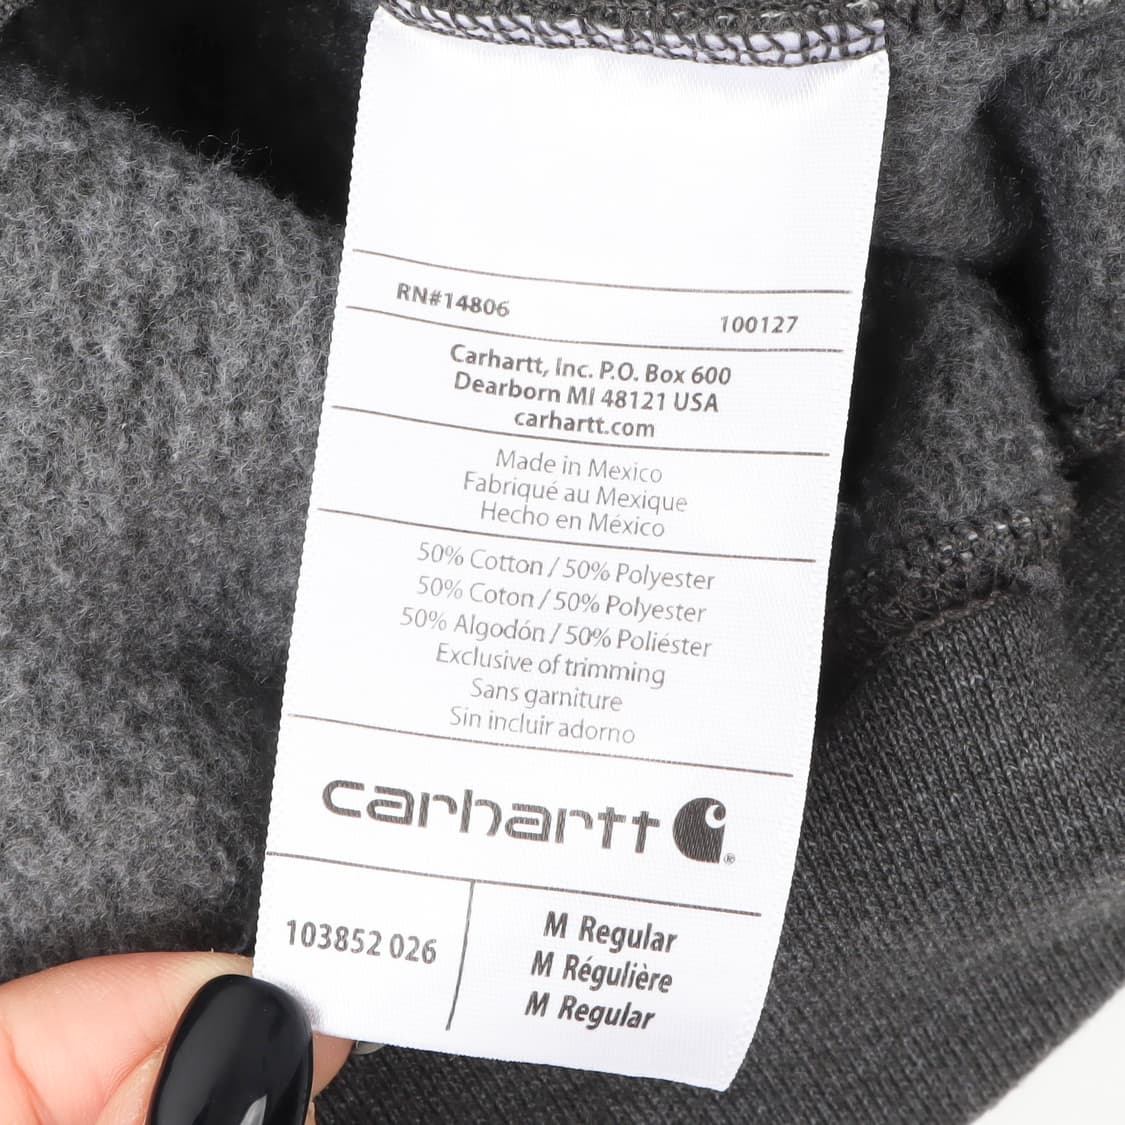 RN#14806 100127
Carhartt, Inc. P.O. Box 600
Dearborn MI 48121 USA
carhartt.com
Made in Mexico
Fabriqué au Mexique
Hecho en México
50% Cotton / 50% Polyester
50% Coton / 50% Polyester
50% Algodón / 50% Poliéster
Exclusive of trimming
Sans garniture
Sin incluir adorno
carhartt ®
103852 026
M Regular
M Régulière
M Regular